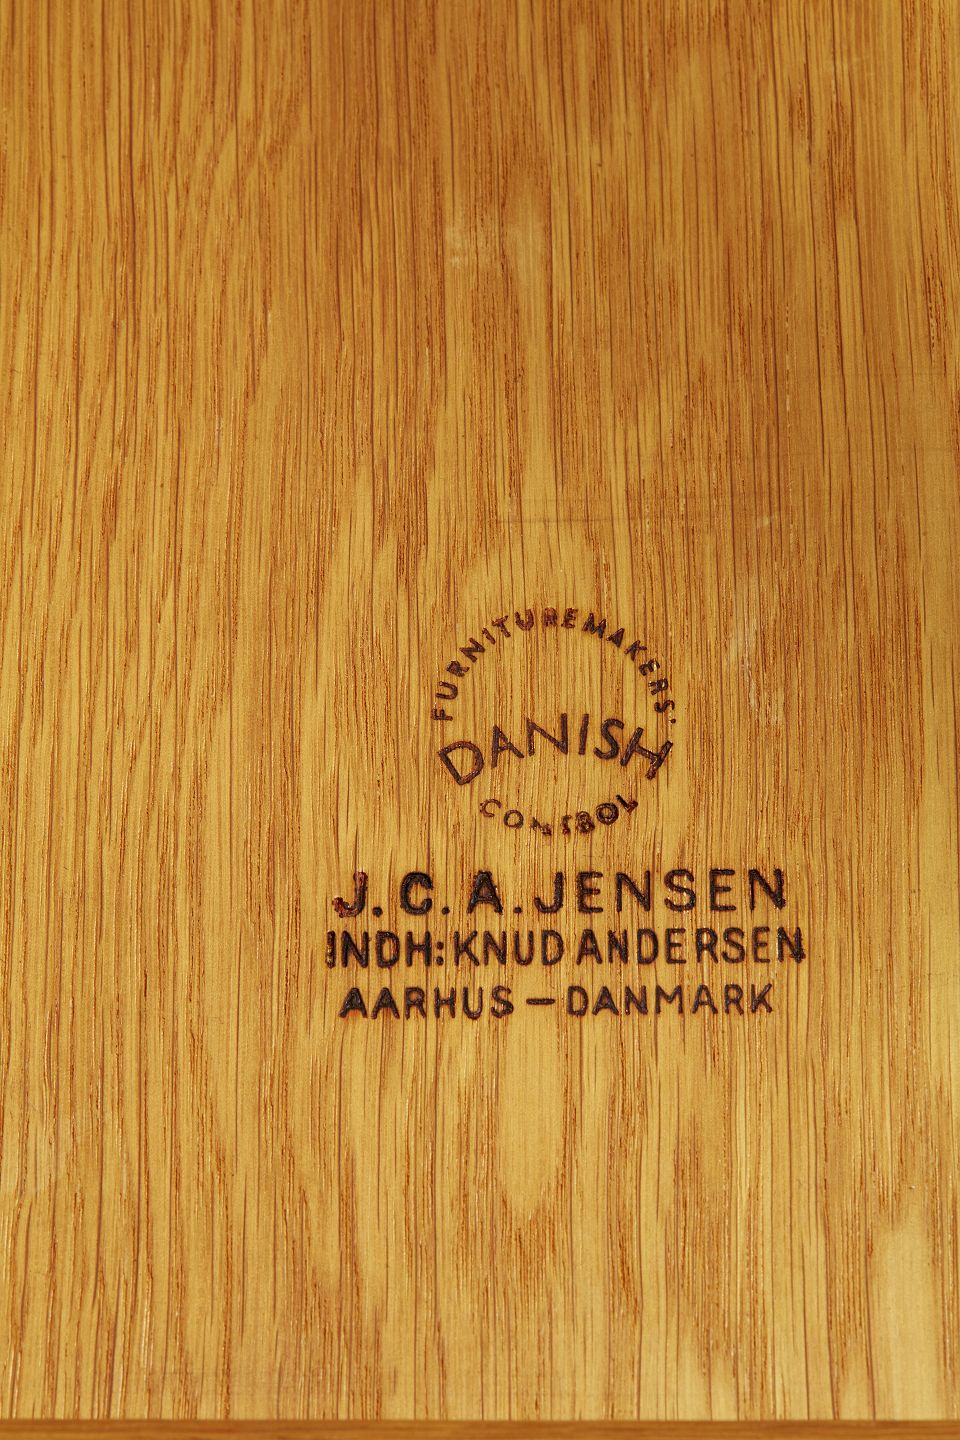 FURNITUREMAKERS'
DANISH
CONTROL
J.C.A. JENSEN
INDH: KNUD ANDERSEN
AARHUS – DANMARK